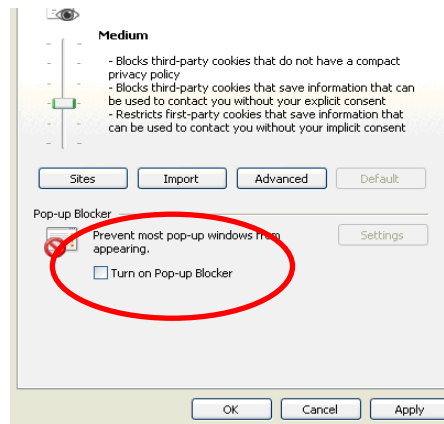 Medium
- Blocks third-party cookies that do not have a compact
privacy policy
- Blocks third-party cookies that save information that can
be used to contact you without your explicit consent
- Restricts first-party cookies that save information that
can be used to contact you without your implicit consent
Sites Import Advanced Default
Pop-up Blocker
Prevent most pop-up windows from Settings
appearing.
Turn on Pop-up Blocker
OK Cancel Apply